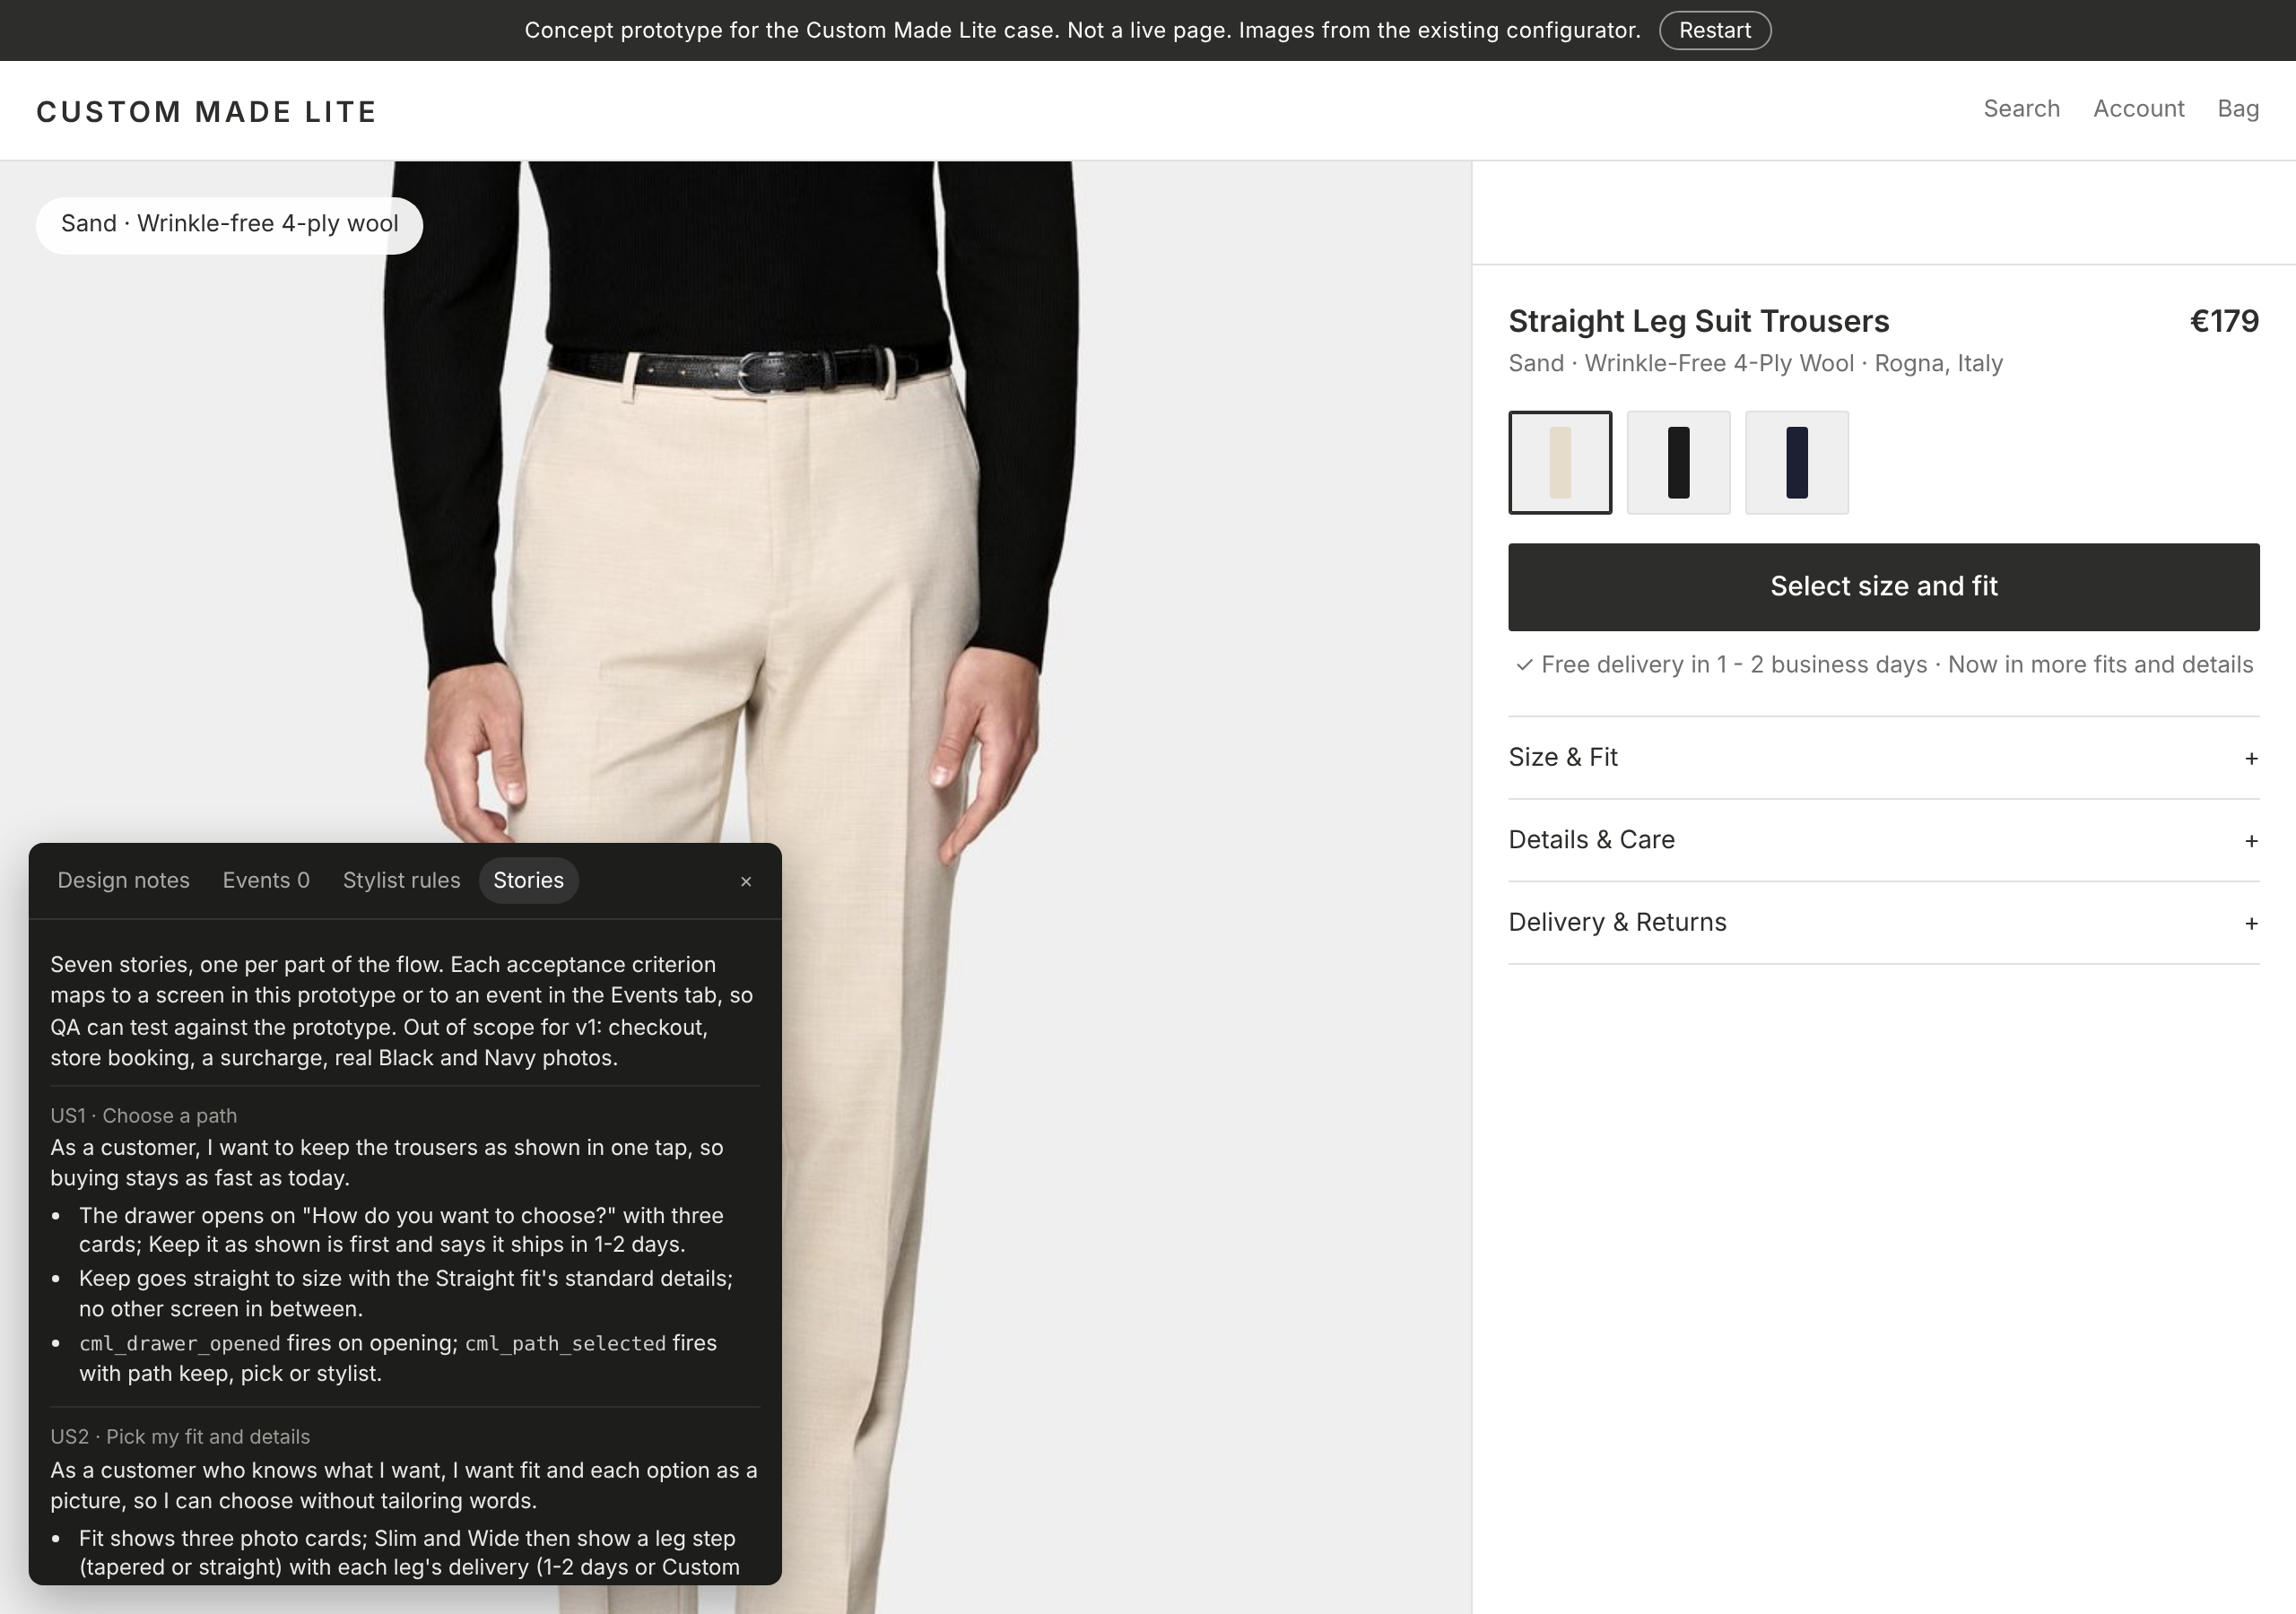 Concept prototype for the Custom Made Lite case. Not a live page. Images from the existing configurator.
Restart
CUSTOM MADE LITE
Search
Account
Bag
Sand · Wrinkle-free 4-ply wool
Straight Leg Suit Trousers
€179
Sand · Wrinkle-Free 4-Ply Wool · Rogna, Italy
Select size and fit
✓ Free delivery in 1 - 2 business days · Now in more fits and details
Size & Fit +
Details & Care +
Delivery & Returns +
Design notes
Events 0
Stylist rules
Stories
×
Seven stories, one per part of the flow. Each acceptance criterion
maps to a screen in this prototype or to an event in the Events tab, so
QA can test against the prototype. Out of scope for v1: checkout,
store booking, a surcharge, real Black and Navy photos.
US1 · Choose a path
As a customer, I want to keep the trousers as shown in one tap, so
buying stays as fast as today.
• The drawer opens on "How do you want to choose?" with three
cards; Keep it as shown is first and says it ships in 1-2 days.
• Keep goes straight to size with the Straight fit's standard details;
no other screen in between.
• cml_drawer_opened fires on opening; cml_path_selected fires
with path keep, pick or stylist.
US2 · Pick my fit and details
As a customer who knows what I want, I want fit and each option as a
picture, so I can choose without tailoring words.
• Fit shows three photo cards; Slim and Wide then show a leg step
(tapered or straight) with each leg's delivery (1-2 days or Custom